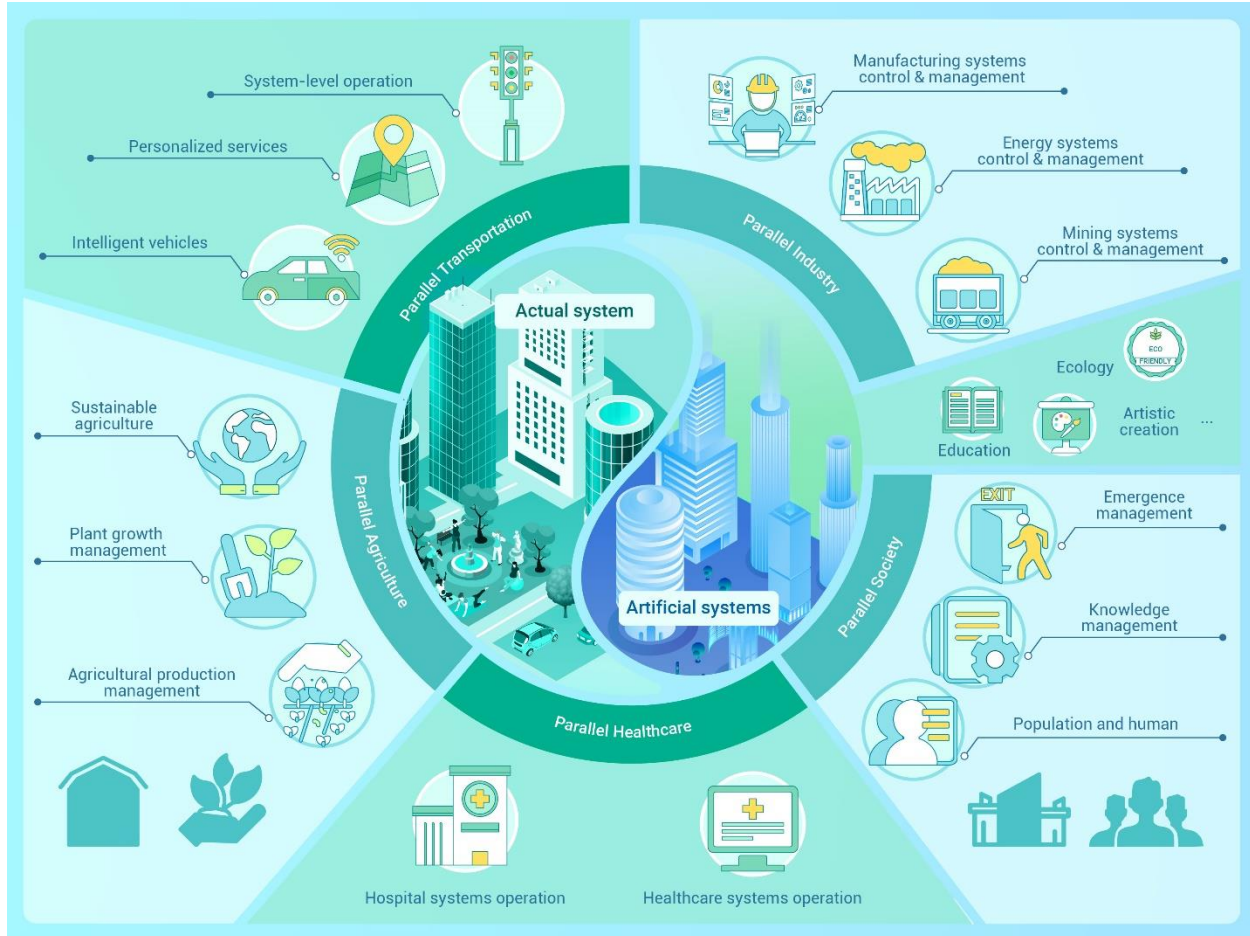 System-level operation
Personalized services
Intelligent vehicles
Parallel Transportation
Manufacturing systems
control & management
Energy systems
control & management
Mining systems
control & management
Parallel Industry
Actual system
Artificial systems
Ecology
ECO
FRIENDLY
Education
Artistic
creation
...
Sustainable
agriculture
Plant growth
management
Agricultural production
management
Parallel Agriculture
EXIT
Emergence
management
Knowledge
management
Population and human
Parallel Society
Parallel Healthcare
Hospital systems operation
Healthcare systems operation